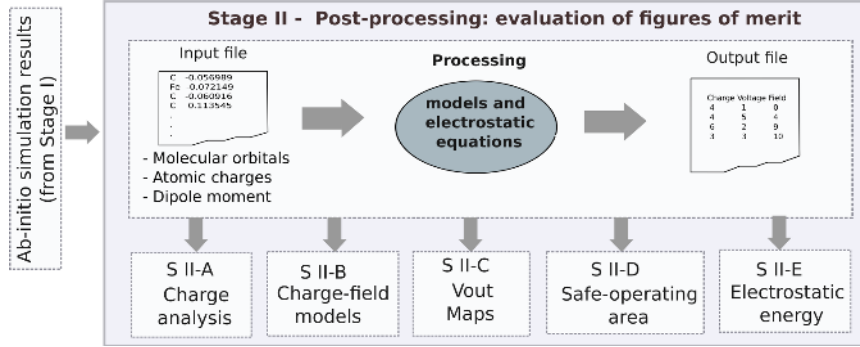 Stage II - Post-processing: evaluation of figures of merit
Ab-initio simulation results
(from Stage I)
Input file
C -0.056989
Fe 0.072149
C -0.060916
C 0.113545
.
.
.
- Molecular orbitals
- Atomic charges
- Dipole moment
Processing
models and
electrostatic
equations
Output file
Charge Voltage Field
4 1 0
4 5 4
6 2 9
3 3 10
S II-A
Charge
analysis
S II-B
Charge-field
models
S II-C
Vout
Maps
S II-D
Safe-operating
area
S II-E
Electrostatic
energy